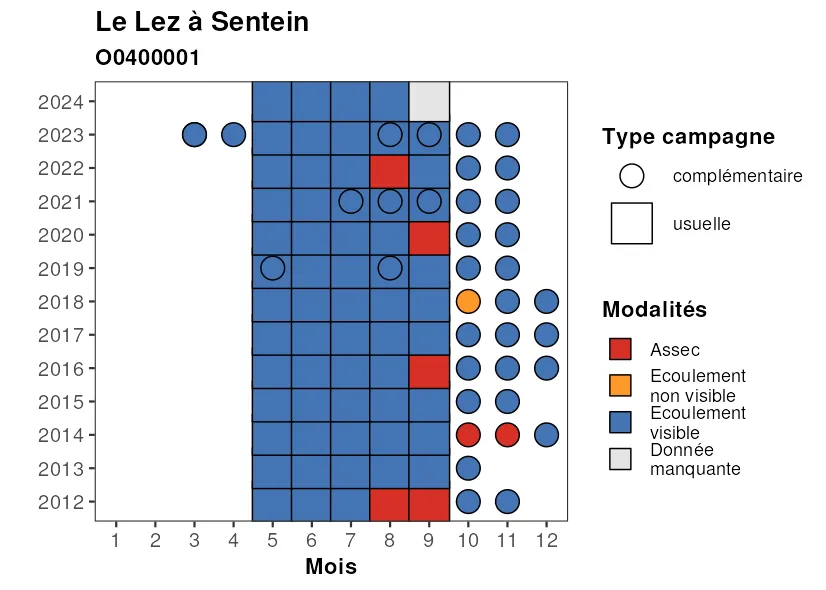 Le Lez à Sentein
O0400001
2024
2023
2022
2021
2020
2019
2018
2017
2016
2015
2014
2013
2012
1 2 3 4 5 6 7 8 9 10 11 12
Mois
Type campagne
complémentaire
usuelle
Modalités
Assec
Ecoulement
non visible
Ecoulement
visible
Donnée
manquante